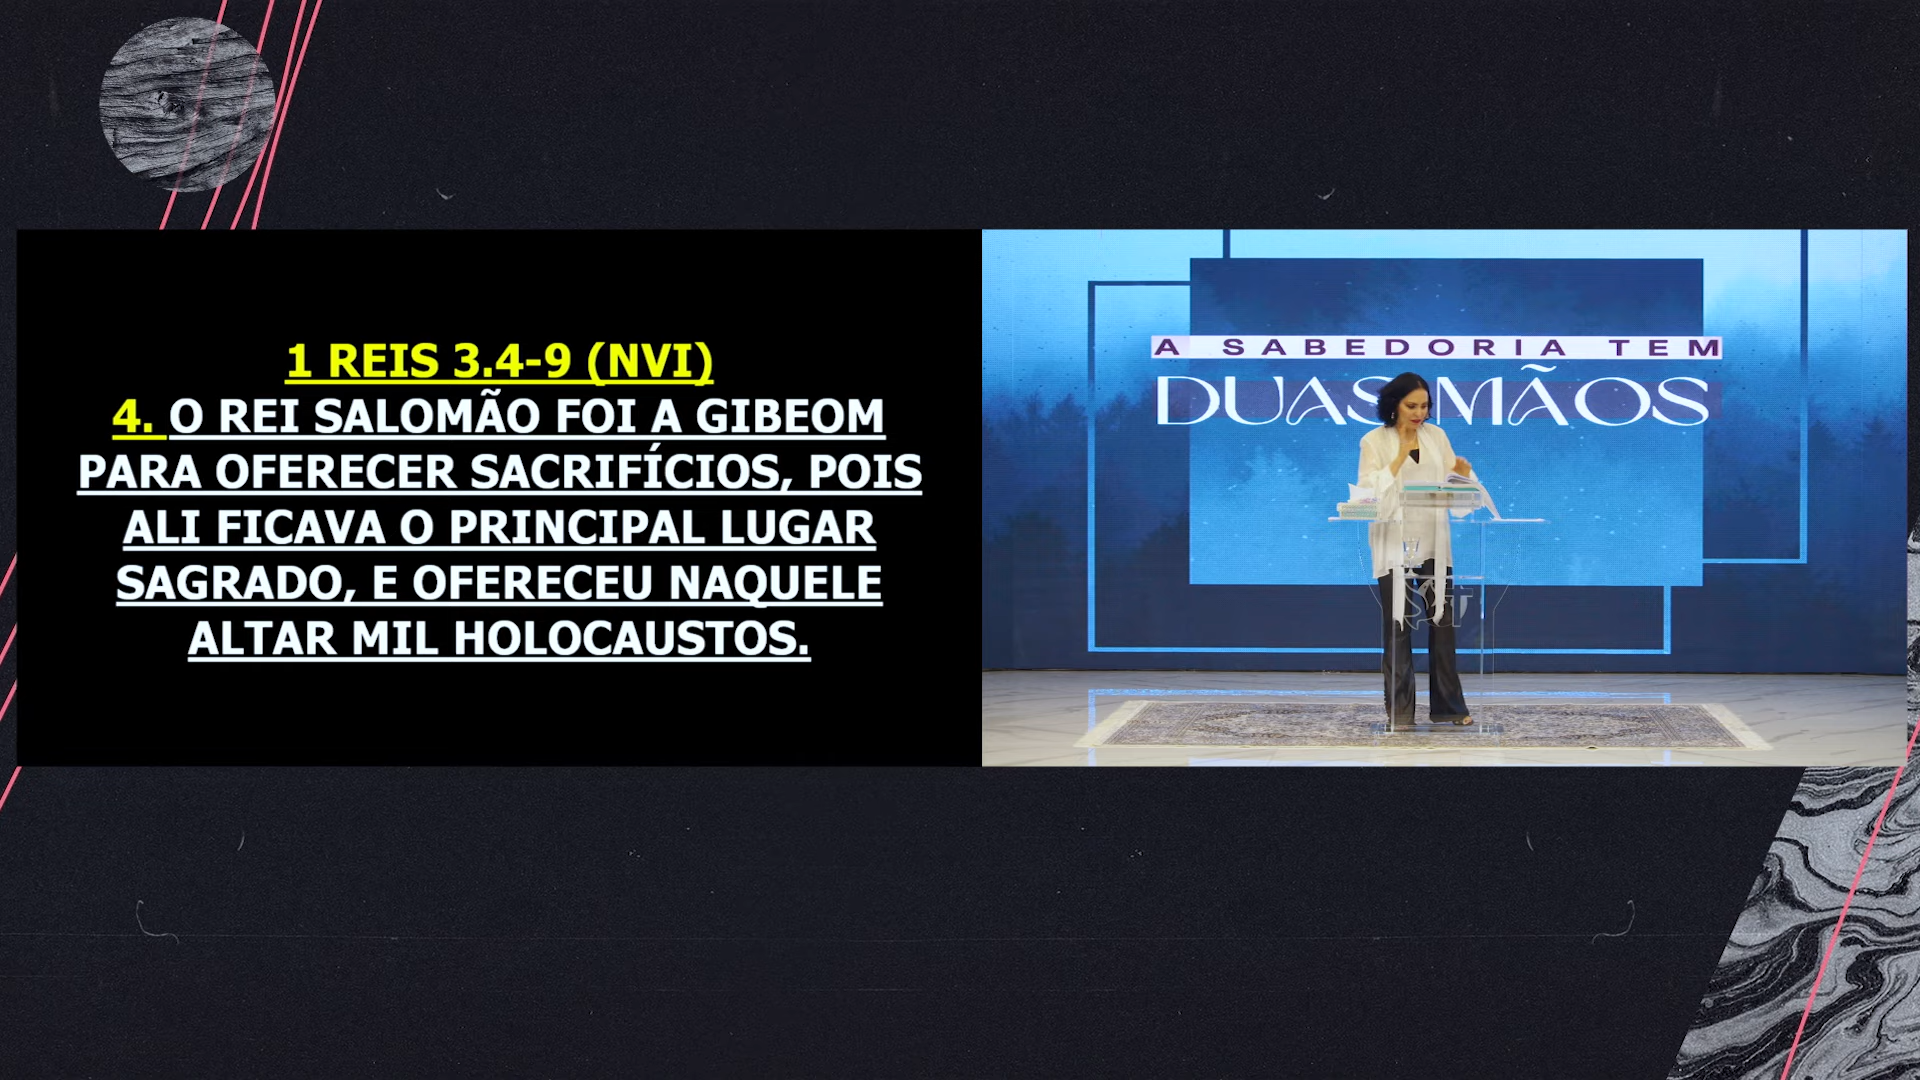 1 REIS 3.4-9 (NVI)
4. O REI SALOMÃO FOI A GIBEOM
PARA OFERECER SACRIFÍCIOS, POIS
ALI FICAVA O PRINCIPAL LUGAR
SAGRADO, E OFERECEU NAQUELE
ALTAR MIL HOLOCAUSTOS.
A SABEDORIA TEM
DUAS MÃOS